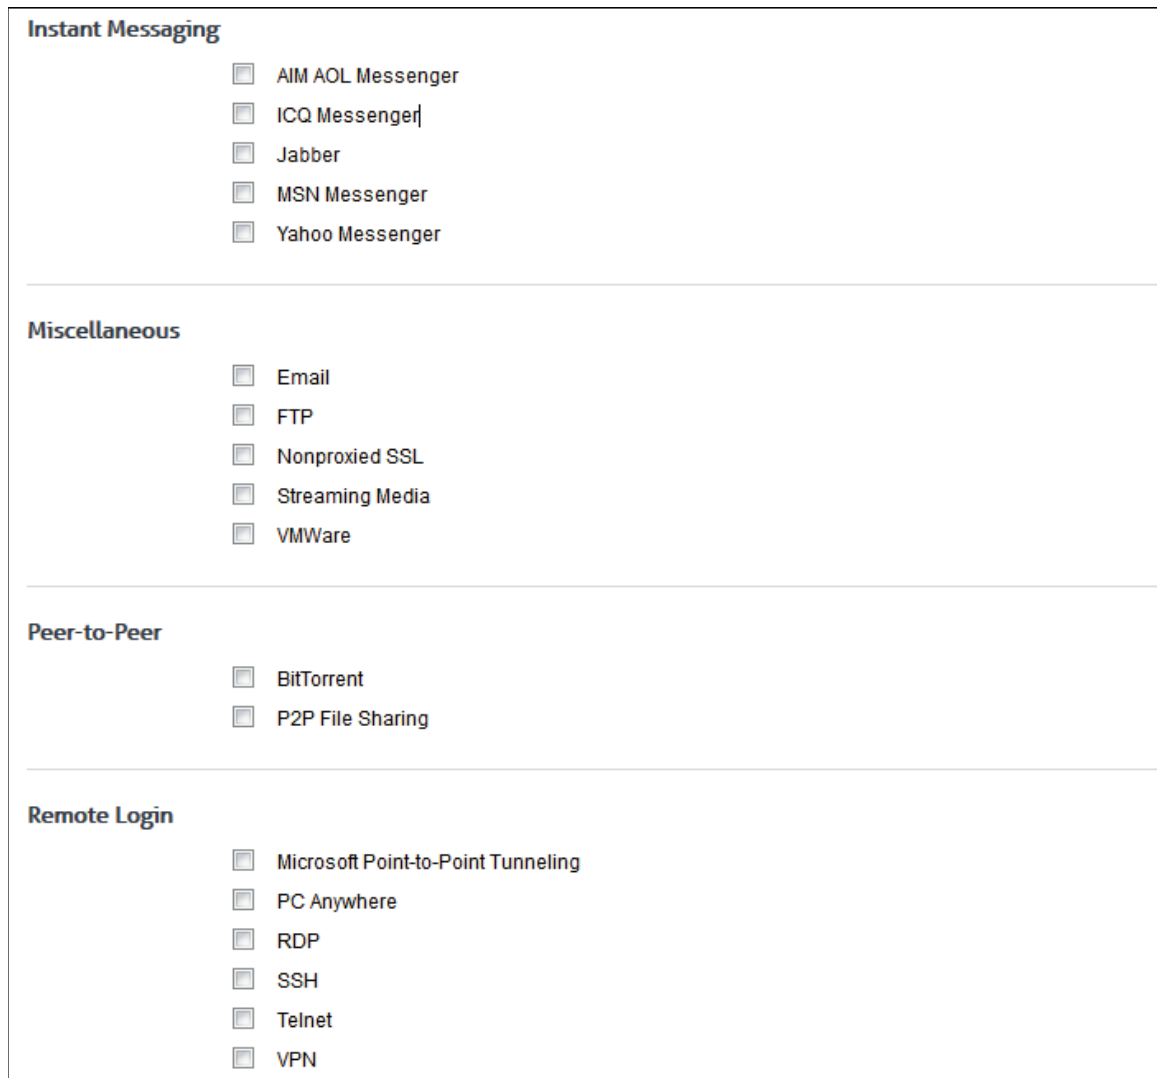 Instant Messaging
AIM AOL Messenger
ICQ Messenger
Jabber
MSN Messenger
Yahoo Messenger
Miscellaneous
Email
FTP
Nonproxied SSL
Streaming Media
VMWare
Peer-to-Peer
BitTorrent
P2P File Sharing
Remote Login
Microsoft Point-to-Point Tunneling
PC Anywhere
RDP
SSH
Telnet
VPN